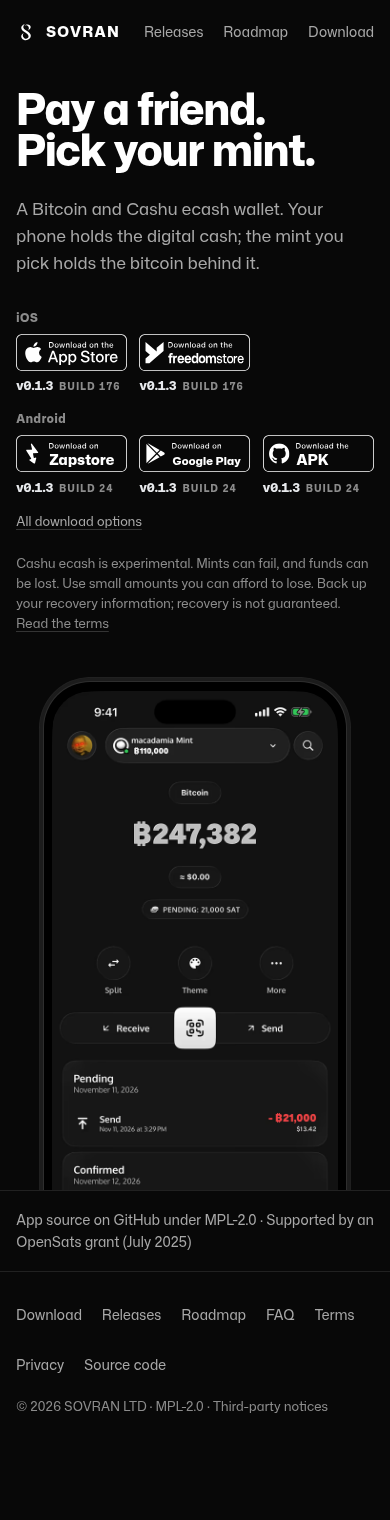 SOVRAN Releases Roadmap Download
Pay a friend.
Pick your mint.
A Bitcoin and Cashu ecash wallet. Your
phone holds the digital cash; the mint you
pick holds the bitcoin behind it.
iOS
Download on the
App Store
Download on the
freedomstore
v0.1.3 BUILD 176
v0.1.3 BUILD 176
Android
Download on
Zapstore
Download on
Google Play
Download the
APK
v0.1.3 BUILD 24
v0.1.3 BUILD 24
v0.1.3 BUILD 24
All download options
Cashu ecash is experimental. Mints can fail, and funds can
be lost. Use small amounts you can afford to lose. Back up
your recovery information; recovery is not guaranteed.
Read the terms
9:41
macadamia Mint
₿110,000
Bitcoin
₿247,382
≈ $0.00
PENDING: 21,000 SAT
Split Theme More
Receive Send
Pending
November 11, 2026
Send
Nov 11, 2026 at 3:29 PM
- ₿21,000
$13.42
Confirmed
November 12, 2026
App source on GitHub under MPL-2.0 · Supported by an
OpenSats grant (July 2025)
Download Releases Roadmap FAQ Terms
Privacy Source code
© 2026 SOVRAN LTD · MPL-2.0 · Third-party notices